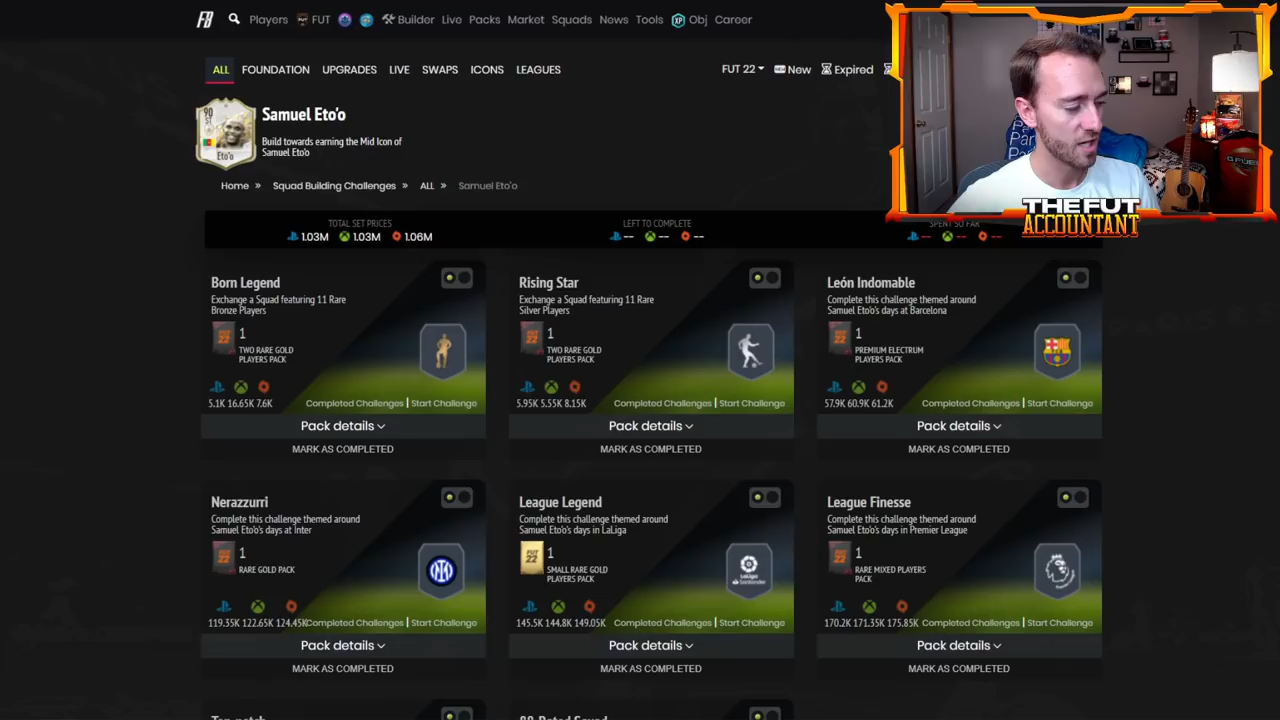 FB Players FUT Builder Live Packs Market Squads News Tools XP Obj Career
ALL FOUNDATION UPGRADES LIVE SWAPS ICONS LEAGUES FUT 22 NEW New Expired
90
ST
Eto'o
Samuel Eto'o
Build towards earning the Mid Icon of
Samuel Eto'o
Home » Squad Building Challenges » ALL » Samuel Eto'o
THE FUT
ACCOUNTANT
TOTAL SET PRICES LEFT TO COMPLETE SPENT SO FAR
1.03M 1.03M 1.06M -- -- -- -- -- --
Born Legend
Exchange a Squad featuring 11 Rare
Bronze Players
1
TWO RARE GOLD
PLAYERS PACK
5.1K 16.65K 7.6K
Completed Challenges | Start Challenge
Pack details
MARK AS COMPLETED
Rising Star
Exchange a Squad featuring 11 Rare
Silver Players
1
TWO RARE GOLD
PLAYERS PACK
5.95K 5.55K 8.15K
Completed Challenges | Start Challenge
Pack details
MARK AS COMPLETED
León Indomable
Complete this challenge themed around
Samuel Eto'o's days at Barcelona
1
PREMIUM ELECTRUM
PLAYERS PACK
57.9K 60.9K 61.2K
Completed Challenges | Start Challenge
Pack details
MARK AS COMPLETED
Nerazzurri
Complete this challenge themed around
Samuel Eto'o's days at Inter
1
RARE GOLD PACK
119.35K 122.65K 124.45K
Completed Challenges | Start Challenge
Pack details
MARK AS COMPLETED
League Legend
Complete this challenge themed around
Samuel Eto'o's days in LaLiga
FUT
22
1
SMALL RARE GOLD
PLAYERS PACK
145.5K 144.8K 149.05K
Completed Challenges | Start Challenge
Pack details
MARK AS COMPLETED
League Finesse
Complete this challenge themed around
Samuel Eto'o's days in Premier League
1
RARE MIXED PLAYERS
PACK
170.2K 171.35K 175.85K
Completed Challenges | Start Challenge
Pack details
MARK AS COMPLETED